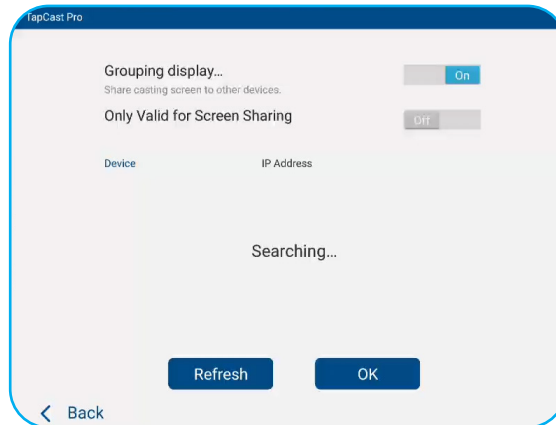 TapCast Pro
Grouping display...
On
Share casting screen to other devices.
Only Valid for Screen Sharing
Off
Device IP Address
Searching...
Refresh OK
Back